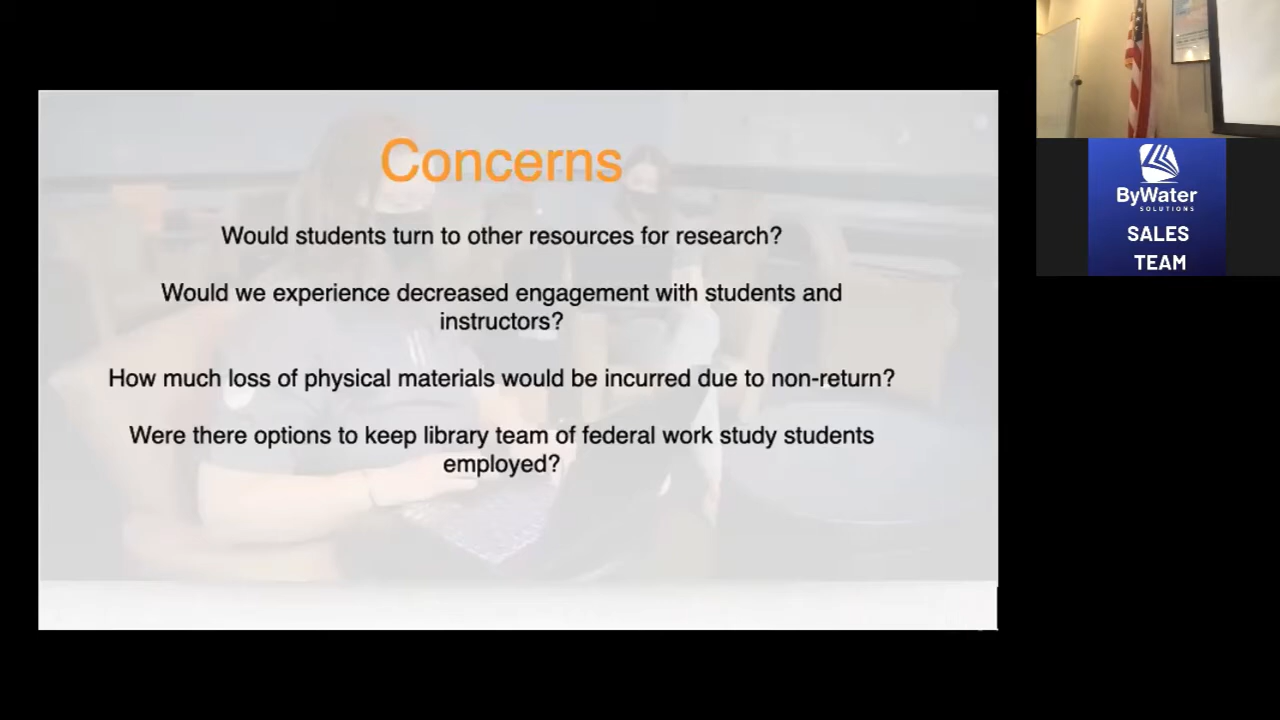 Concerns
Would students turn to other resources for research?
Would we experience decreased engagement with students and
instructors?
How much loss of physical materials would be incurred due to non-return?
Were there options to keep library team of federal work study students
employed?
ByWater
SOLUTIONS
SALES
TEAM